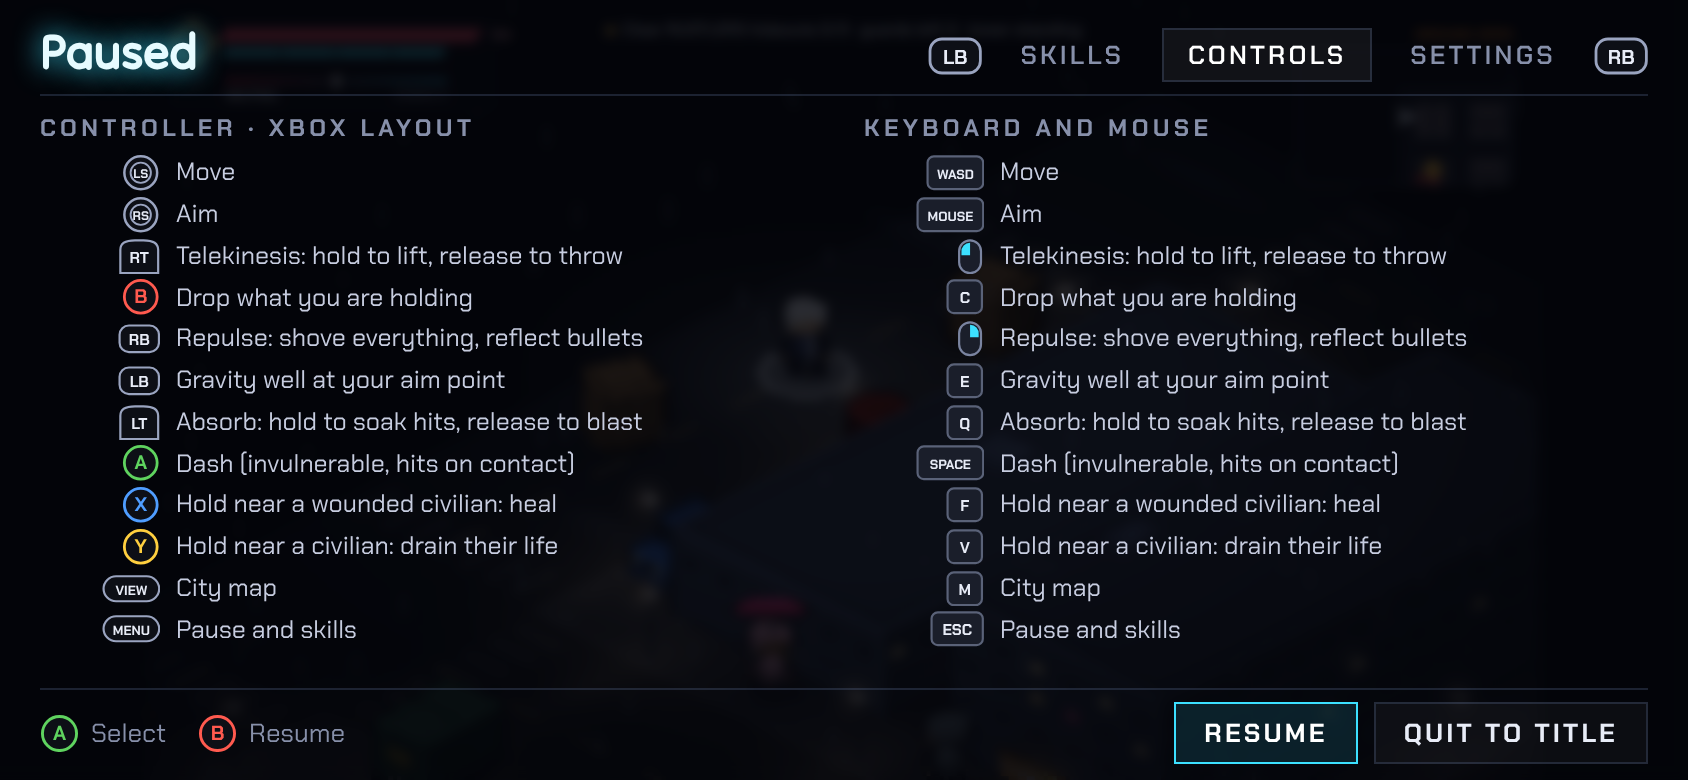 Paused
LB SKILLS CONTROLS SETTINGS RB
CONTROLLER · XBOX LAYOUT
LS Move
RS Aim
RT Telekinesis: hold to lift, release to throw
B Drop what you are holding
RB Repulse: shove everything, reflect bullets
LB Gravity well at your aim point
LT Absorb: hold to soak hits, release to blast
A Dash (invulnerable, hits on contact)
X Hold near a wounded civilian: heal
Y Hold near a civilian: drain their life
VIEW City map
MENU Pause and skills
KEYBOARD AND MOUSE
WASD Move
MOUSE Aim
Telekinesis: hold to lift, release to throw
C Drop what you are holding
Repulse: shove everything, reflect bullets
E Gravity well at your aim point
Q Absorb: hold to soak hits, release to blast
SPACE Dash (invulnerable, hits on contact)
F Hold near a wounded civilian: heal
V Hold near a civilian: drain their life
M City map
ESC Pause and skills
A Select B Resume
RESUME QUIT TO TITLE